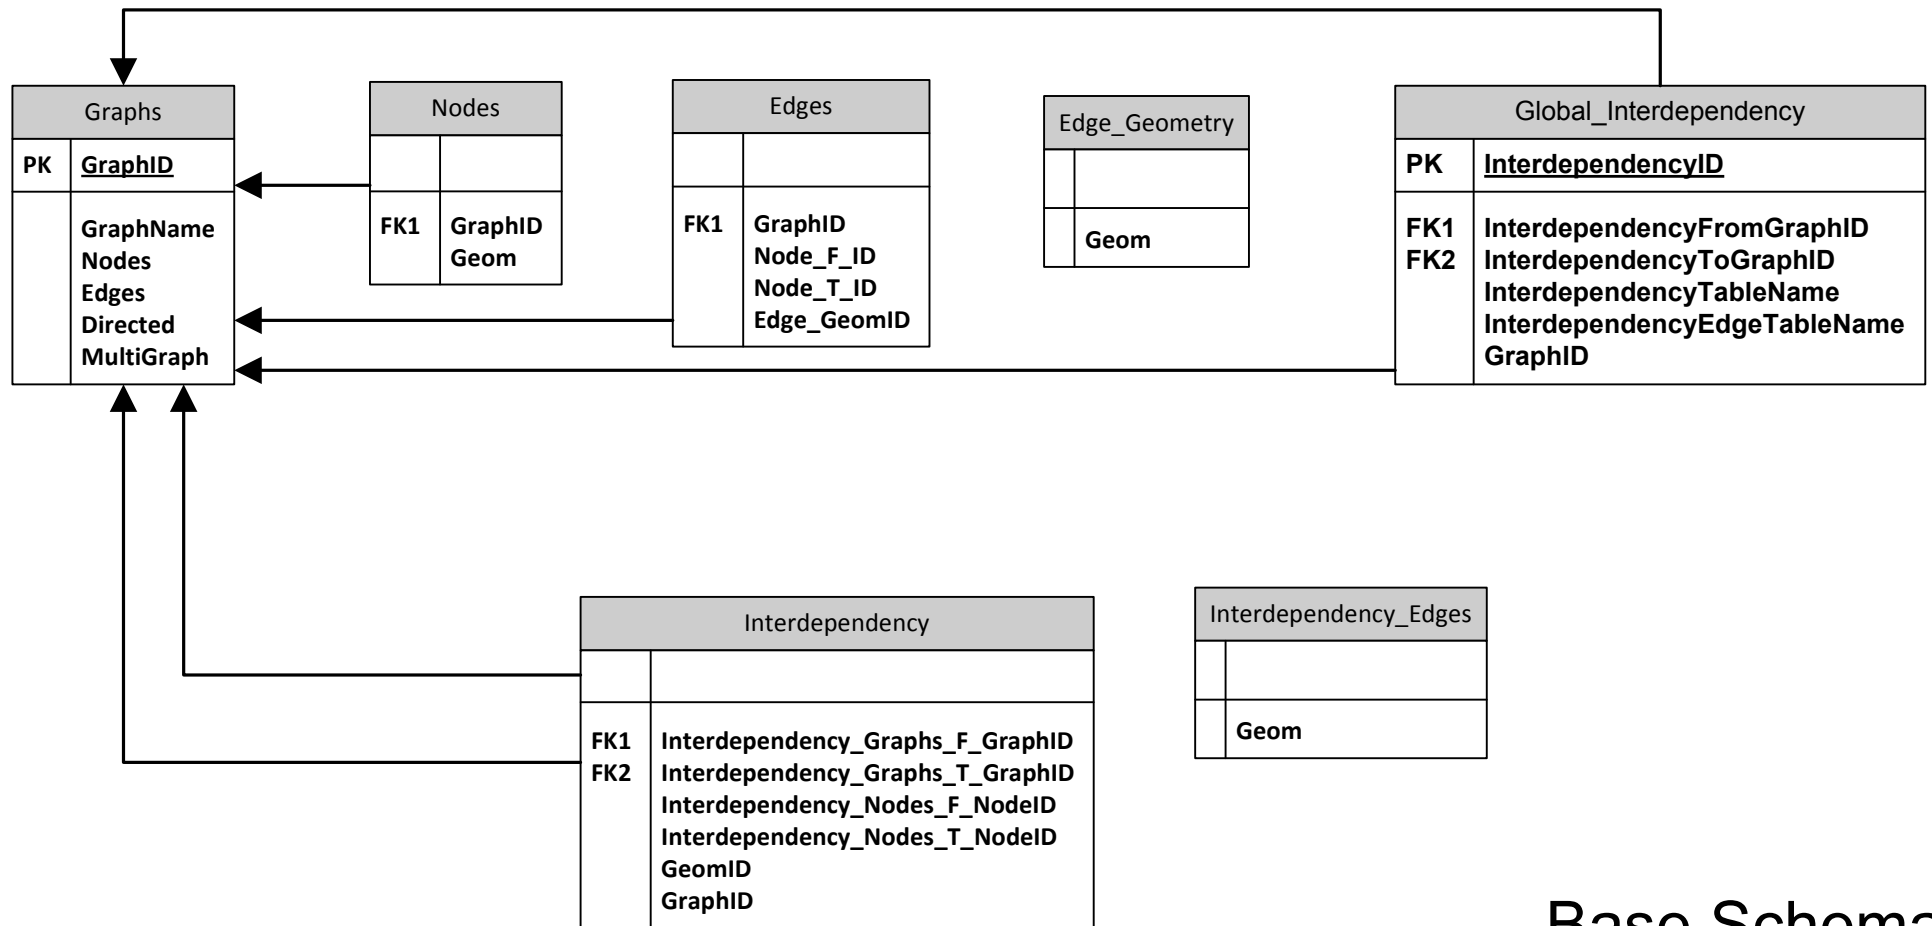 Graphs
PK GraphID
GraphName
Nodes
Edges
Directed
MultiGraph
Nodes
FK1 GraphID
Geom
Edges
FK1 GraphID
Node_F_ID
Node_T_ID
Edge_GeomID
Edge_Geometry
Geom
Global_Interdependency
PK InterdependencyID
FK1 InterdependencyFromGraphID
FK2 InterdependencyToGraphID
InterdependencyTableName
InterdependencyEdgeTableName
GraphID
Interdependency
FK1 Interdependency_Graphs_F_GraphID
FK2 Interdependency_Graphs_T_GraphID
Interdependency_Nodes_F_NodeID
Interdependency_Nodes_T_NodeID
GeomID
GraphID
Interdependency_Edges
Geom
Base Schema